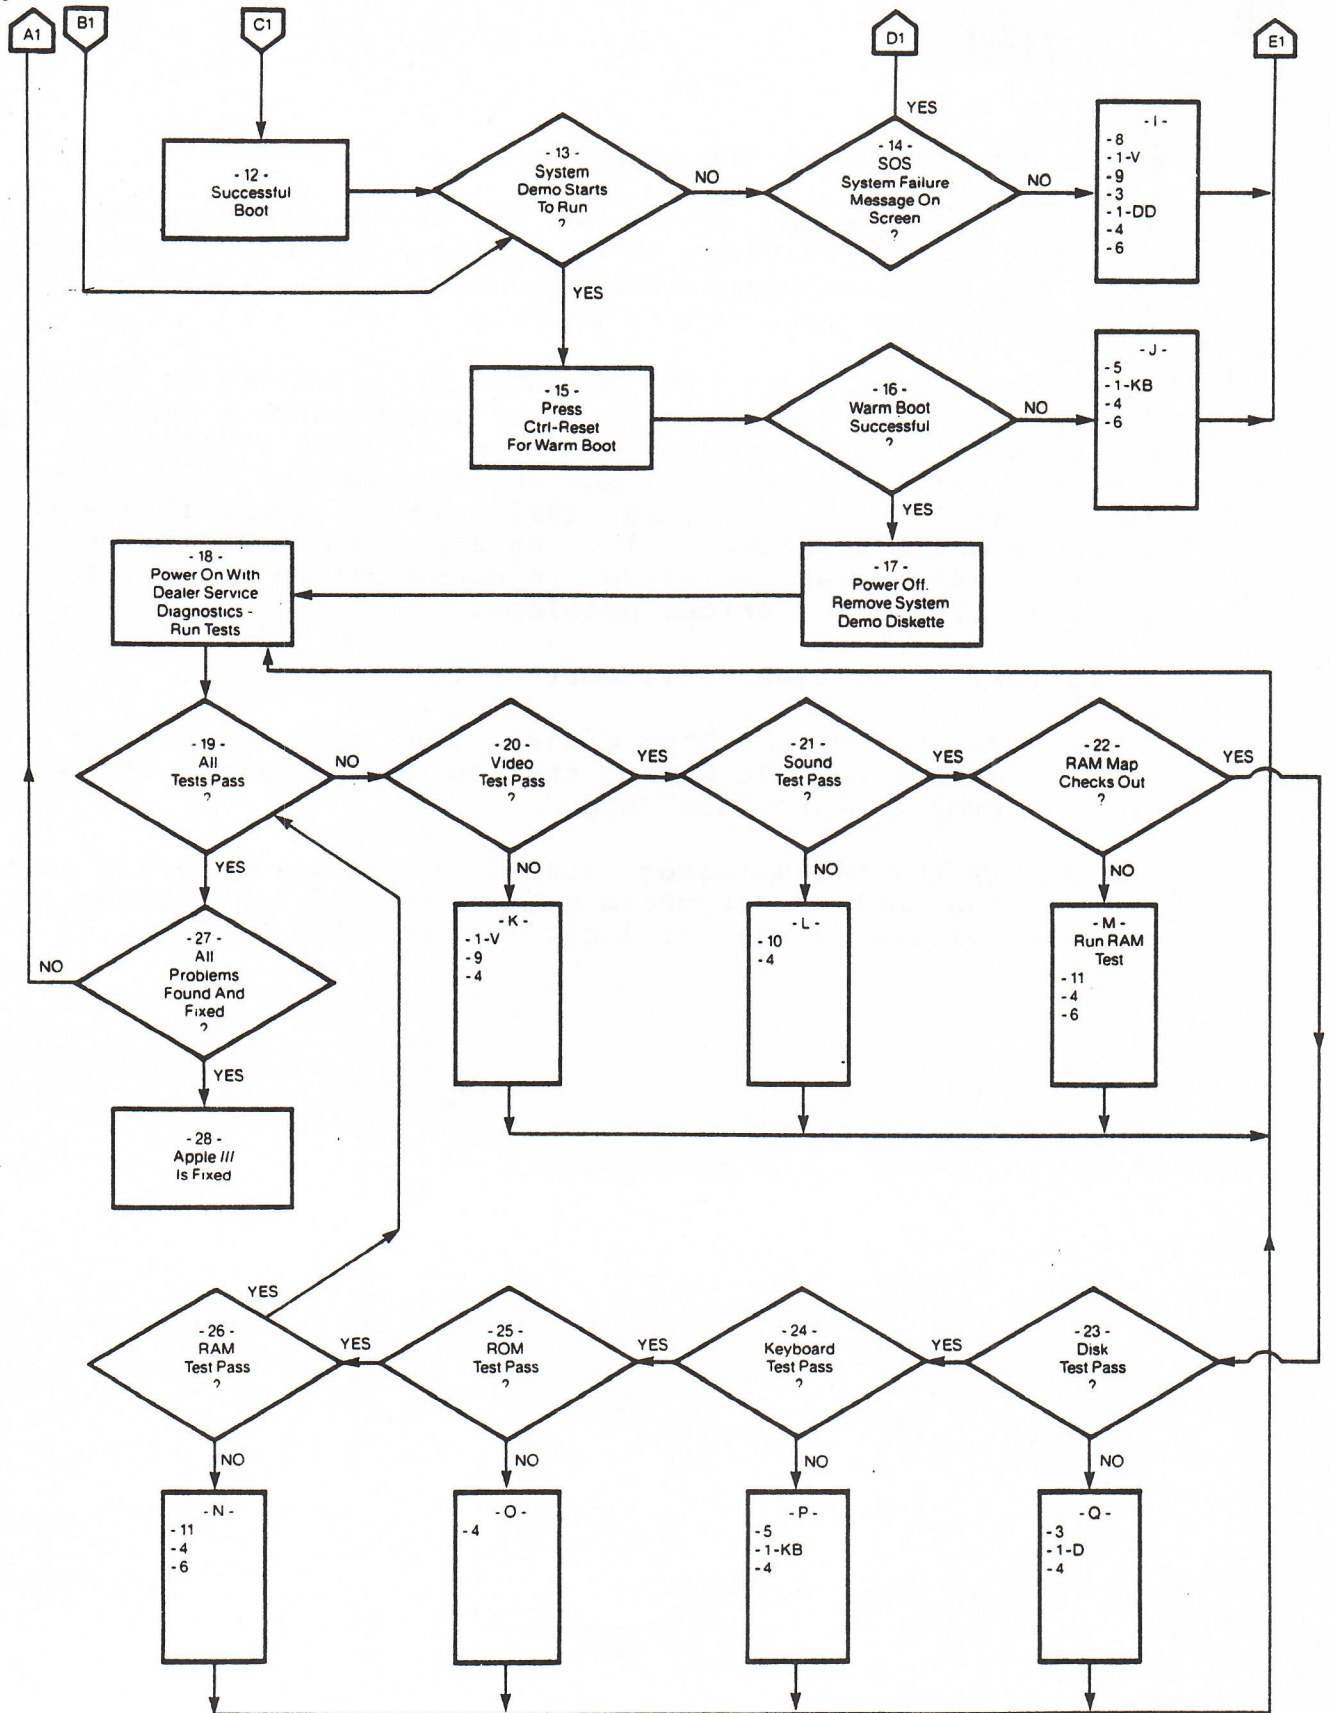 A1
B1
C1
D1
E1
YES
- 12 -
Successful
Boot
- 13 -
System
Demo Starts
To Run
?
NO
- 14 -
SOS
System Failure
Message On
Screen
?
NO
- I -
- 8
- 1-V
- 9
- 3
- 1-DD
- 4
- 6
YES
- 15 -
Press
Ctrl-Reset
For Warm Boot
- 16 -
Warm Boot
Successful
?
NO
- J -
- 5
- 1-KB
- 4
- 6
YES
- 17 -
Power Off.
Remove System
Demo Diskette
- 18 -
Power On With
Dealer Service
Diagnostics -
Run Tests
- 19 -
All
Tests Pass
?
NO
- 20 -
Video
Test Pass
?
YES
- 21 -
Sound
Test Pass
?
YES
- 22 -
RAM Map
Checks Out
?
YES
YES
NO
NO
NO
- 27 -
All
Problems
Found And
Fixed
?
NO
YES
- K -
- 1-V
- 9
- 4
- L -
- 10
- 4
- M -
Run RAM
Test
- 11
- 4
- 6
- 28 -
Apple ///
Is Fixed
YES
- 26 -
RAM
Test Pass
?
YES
- 25 -
ROM
Test Pass
?
YES
- 24 -
Keyboard
Test Pass
?
YES
- 23 -
Disk
Test Pass
?
NO
NO
NO
NO
- N -
- 11
- 4
- 6
- O -
- 4
- P -
- 5
- 1-KB
- 4
- Q -
- 3
- 1-D
- 4